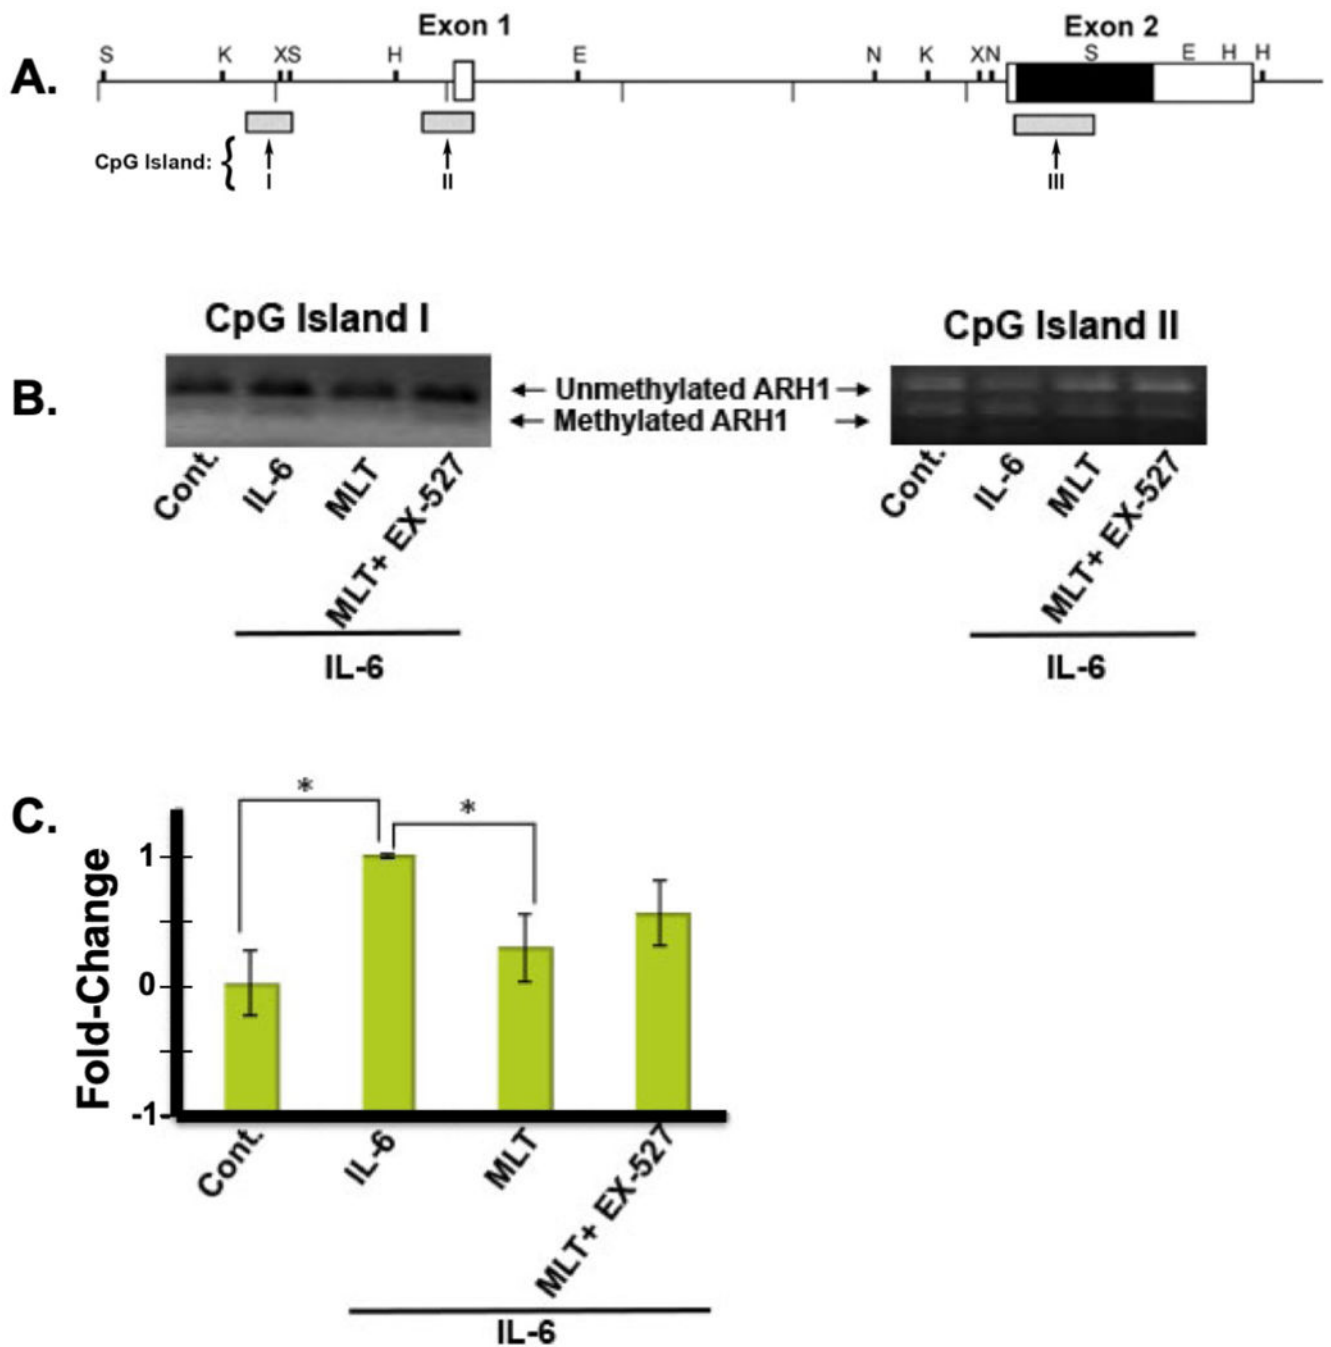 Exon 1
Exon 2
S K XS H E N K XN S E H H
A.
CpG Island: {
I II III
CpG Island I
CpG Island II
B.
← Unmethylated ARH1 →
← Methylated ARH1 →
Cont. IL-6 MLT MLT+ EX-527
IL-6
Cont. IL-6 MLT MLT+ EX-527
IL-6
C.
* *
Fold-Change
1
0
-1
Cont. IL-6 MLT MLT+ EX-527
IL-6